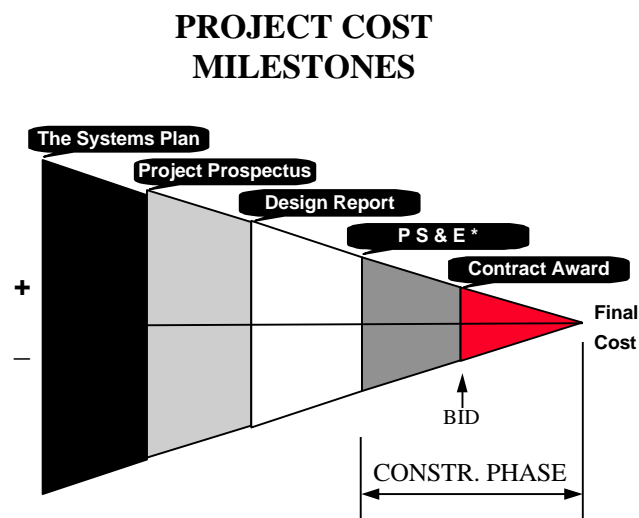 PROJECT COST
MILESTONES
The Systems Plan
Project Prospectus
Design Report
P S & E *
Contract Award
+
–
Final
Cost
BID
CONSTR. PHASE